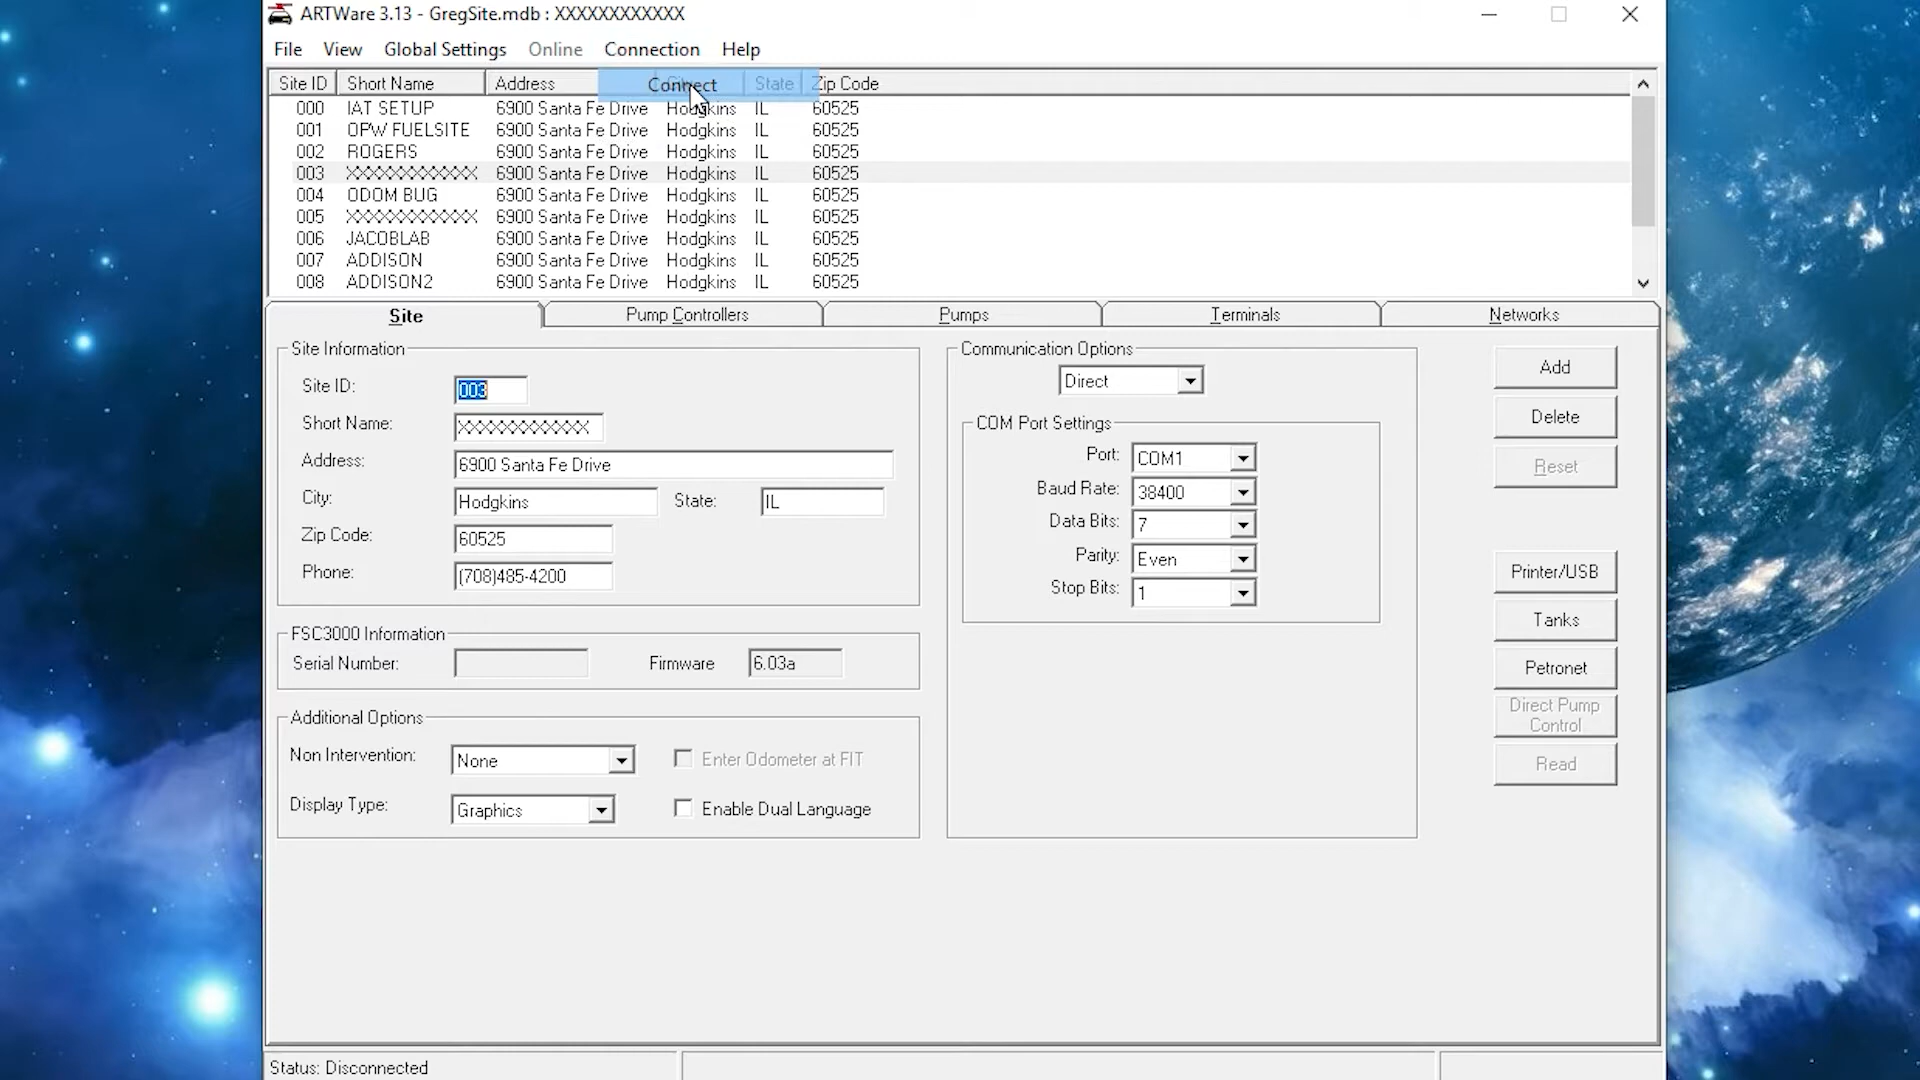 ARTWare 3.13 - GregSite.mdb : XXXXXXXXXXXX
File View Global Settings Online Connection Help
Connect
Site ID Short Name Address City State Zip Code
000 IAT SETUP 6900 Santa Fe Drive Hodgkins IL 60525
001 OPW FUELSITE 6900 Santa Fe Drive Hodgkins IL 60525
002 ROGERS 6900 Santa Fe Drive Hodgkins IL 60525
003 XXXXXXXXXXXX 6900 Santa Fe Drive Hodgkins IL 60525
004 ODOM BUG 6900 Santa Fe Drive Hodgkins IL 60525
005 XXXXXXXXXXXX 6900 Santa Fe Drive Hodgkins IL 60525
006 JACOBLAB 6900 Santa Fe Drive Hodgkins IL 60525
007 ADDISON 6900 Santa Fe Drive Hodgkins IL 60525
008 ADDISON2 6900 Santa Fe Drive Hodgkins IL 60525
Site Pump Controllers Pumps Terminals Networks
Site Information
Site ID: 003
Short Name: XXXXXXXXXXXX
Address: 6900 Santa Fe Drive
City: Hodgkins State: IL
Zip Code: 60525
Phone: (708)485-4200
FSC3000 Information
Serial Number: Firmware 6.03a
Additional Options
Non Intervention: None Enter Odometer at FIT
Display Type: Graphics Enable Dual Language
Communication Options
Direct
COM Port Settings
Port: COM1
Baud Rate: 38400
Data Bits: 7
Parity: Even
Stop Bits: 1
Add
Delete
Reset
Printer/USB
Tanks
Petronet
Direct Pump
Control
Read
Status: Disconnected